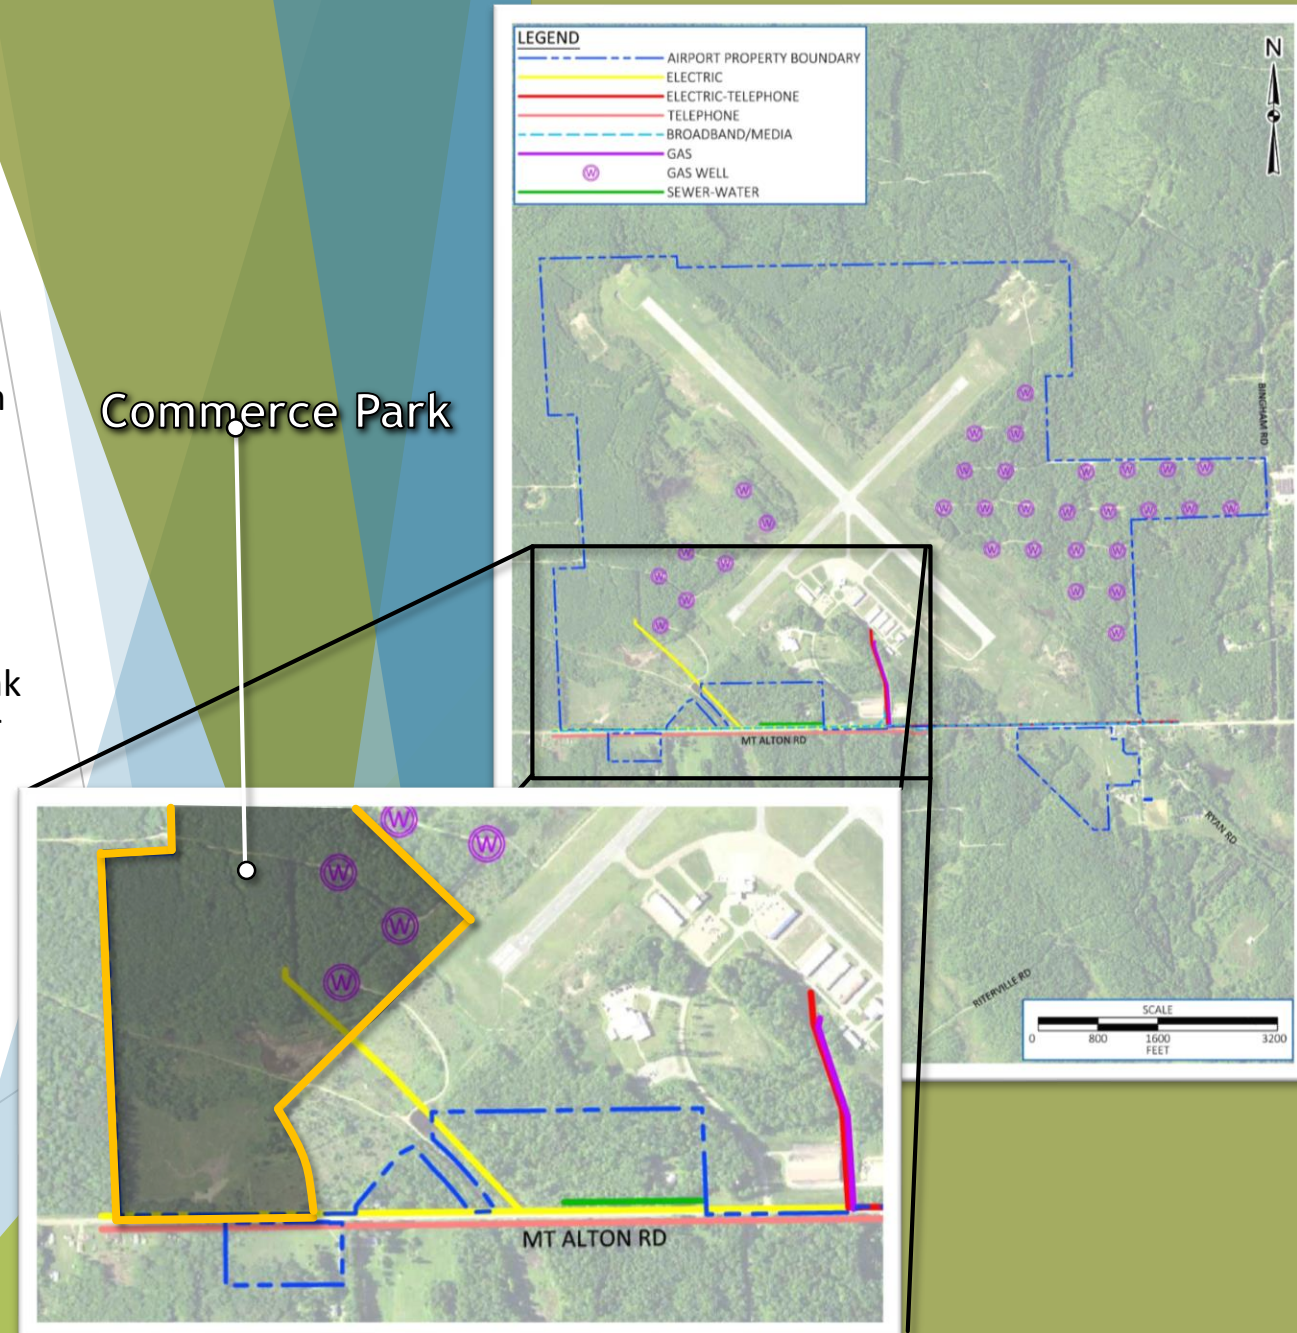 LEGEND
AIRPORT PROPERTY BOUNDARY
ELECTRIC
ELECTRIC-TELEPHONE
TELEPHONE
BROADBAND/MEDIA
GAS
W
GAS WELL
SEWER-WATER
N
Commerce Park
BINGHAM RD
W
W W
W W W W W W
W W W W W W W W
W
W
W W W W
W W
W W
W W
W
W
W
MT ALTON RD
RYAN RD
RITERVILLE RD
SCALE
0 800 1600 3200
FEET
W
W
W
W
W
MT ALTON RD